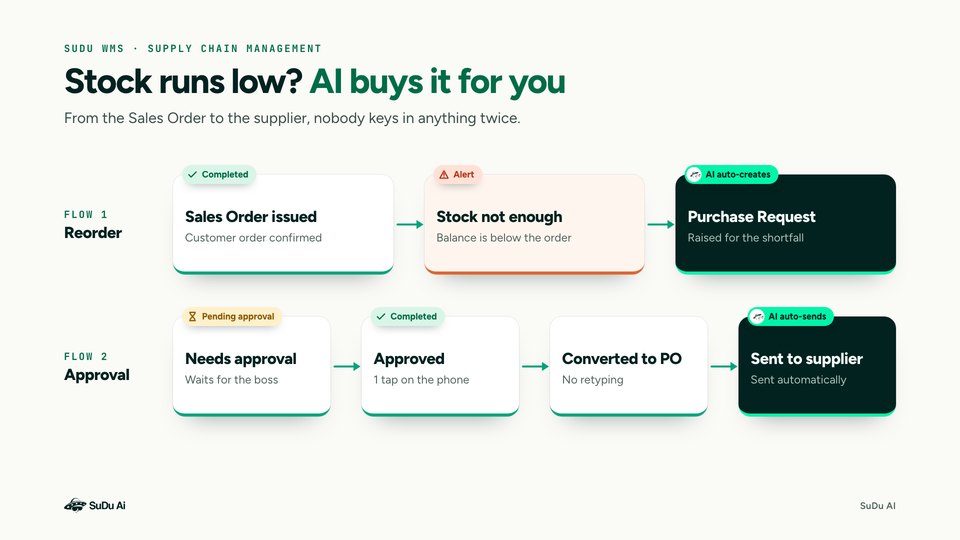 SUDU WMS · SUPPLY CHAIN MANAGEMENT
Stock runs low? AI buys it for you
From the Sales Order to the supplier, nobody keys in anything twice.
FLOW 1
Reorder
Completed
Sales Order issued
Customer order confirmed
Alert
Stock not enough
Balance is below the order
AI auto-creates
Purchase Request
Raised for the shortfall
FLOW 2
Approval
Pending approval
Needs approval
Waits for the boss
Completed
Approved
1 tap on the phone
Converted to PO
No retyping
AI auto-sends
Sent to supplier
Sent automatically
SuDu Ai
SuDu AI